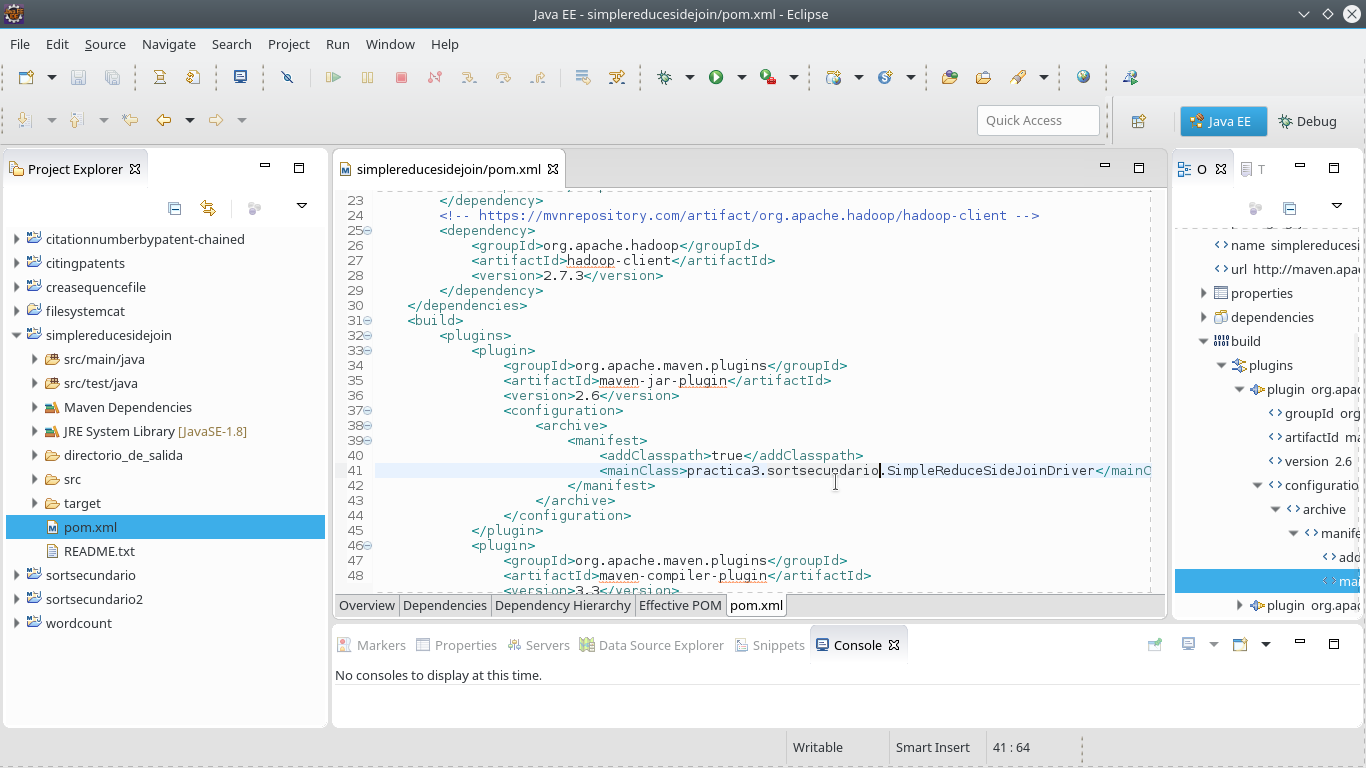 Java EE - simplereducesidejoin/pom.xml - Eclipse
File Edit Source Navigate Search Project Run Window Help
Quick Access
Java EE
Debug
Project Explorer
citationnumberbypatent-chained
citingpatents
creasequencefile
filesystemcat
simplereducesidejoin
src/main/java
src/test/java
Maven Dependencies
JRE System Library [JavaSE-1.8]
directorio_de_salida
src
target
pom.xml
README.txt
sortsecundario
sortsecundario2
wordcount
simplereducesidejoin/pom.xml
23 </dependency>
24 <!-- https://mvnrepository.com/artifact/org.apache.hadoop/hadoop-client -->
25 <dependency>
26 <groupId>org.apache.hadoop</groupId>
27 <artifactId>hadoop-client</artifactId>
28 <version>2.7.3</version>
29 </dependency>
30 </dependencies>
31 <build>
32 <plugins>
33 <plugin>
34 <groupId>org.apache.maven.plugins</groupId>
35 <artifactId>maven-jar-plugin</artifactId>
36 <version>2.6</version>
37 <configuration>
38 <archive>
39 <manifest>
40 <addClasspath>true</addClasspath>
41 <mainClass>practica3.sortsecundario.SimpleReduceSideJoinDriver</mainC
42 </manifest>
43 </archive>
44 </configuration>
45 </plugin>
46 <plugin>
47 <groupId>org.apache.maven.plugins</groupId>
48 <artifactId>maven-compiler-plugin</artifactId>
<version>3.3</version>
Overview Dependencies Dependency Hierarchy Effective POM pom.xml
O T
name simplereducesi
url http://maven.apa
properties
dependencies
build
plugins
plugin org.apac
groupId org
artifactId ma
version 2.6
configuratio
archive
manife
add
mai
plugin org.apac
Markers Properties Servers Data Source Explorer Snippets Console
No consoles to display at this time.
Writable Smart Insert 41 : 64